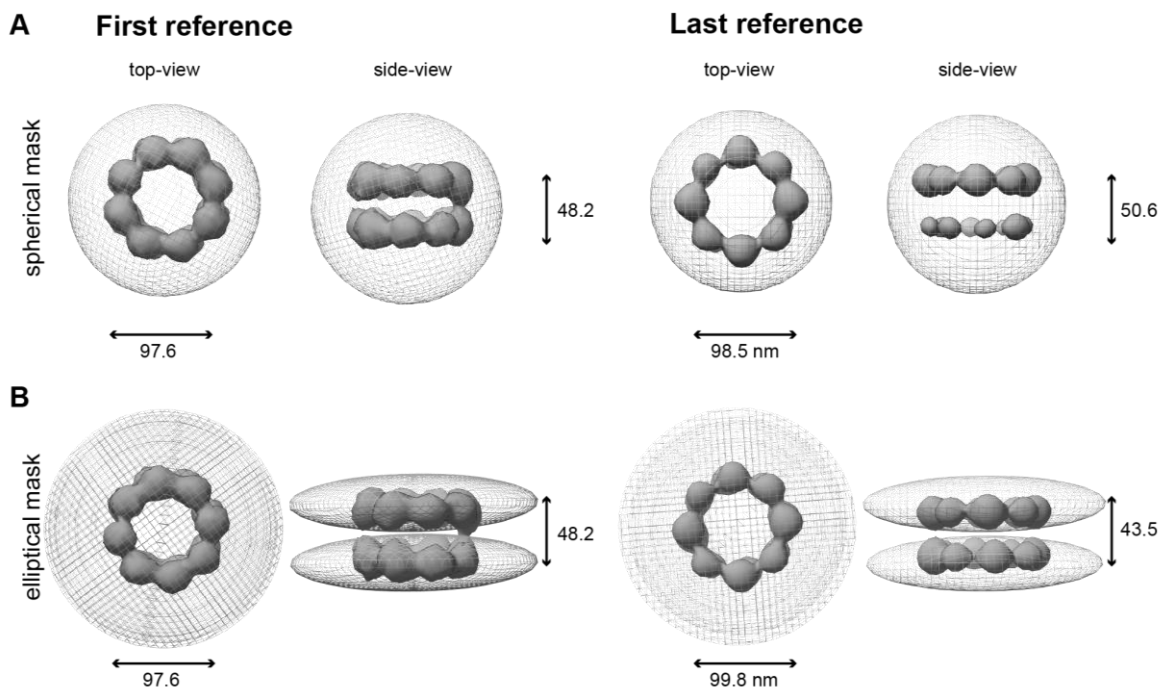 A First reference Last reference
top-view side-view top-view side-view
spherical mask
48.2 50.6
97.6 98.5 nm
B
elliptical mask
48.2 43.5
97.6 99.8 nm